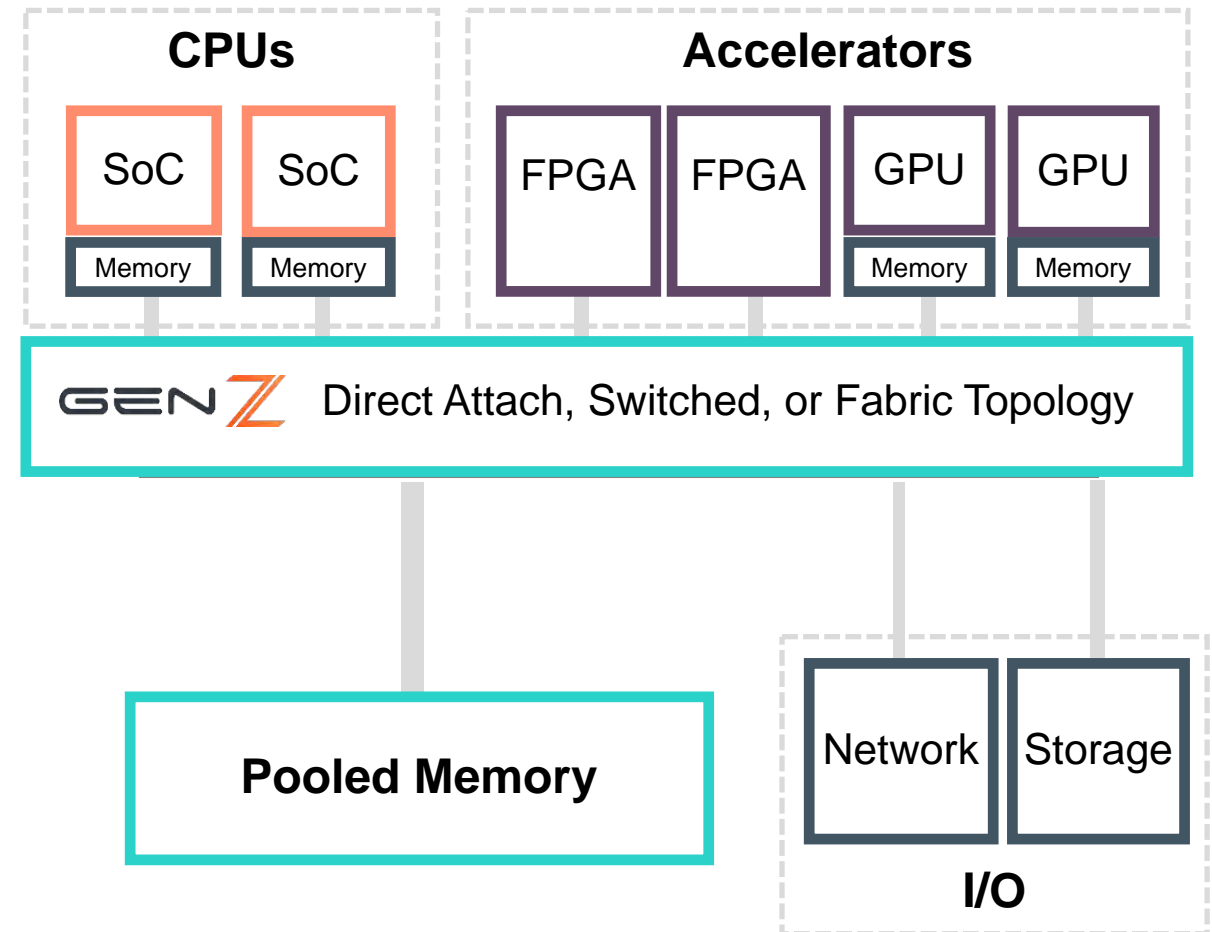 CPUs
Accelerators
SoC
SoC
FPGA
FPGA
GPU
GPU
Memory
Memory
Memory
Memory
GEN Z Direct Attach, Switched, or Fabric Topology
Pooled Memory
Network
Storage
I/O